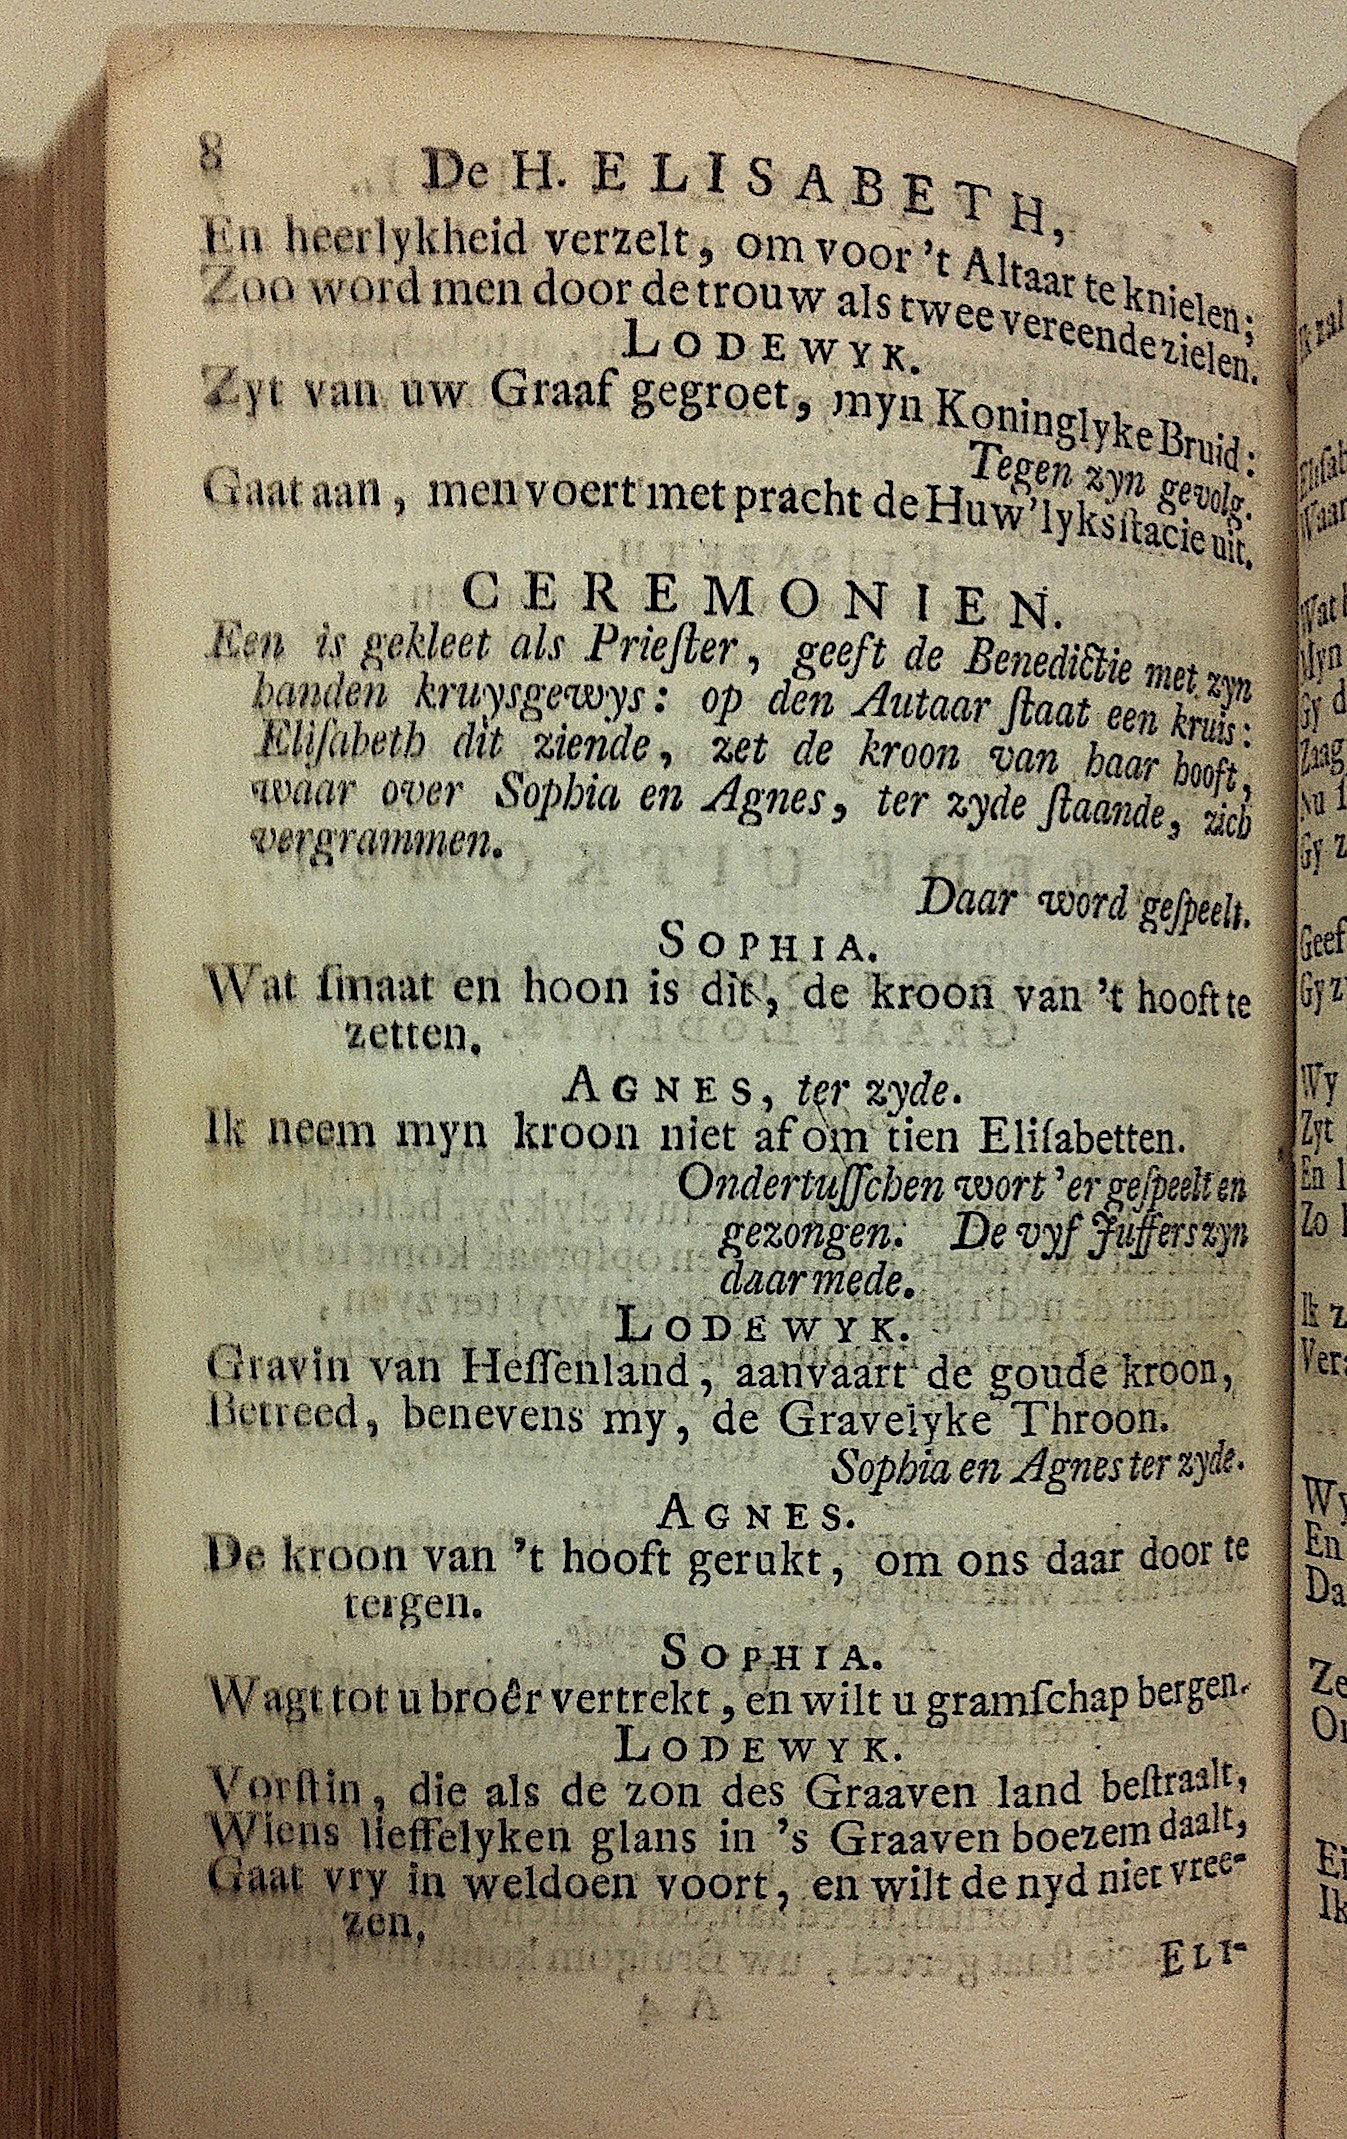 8 De H. ELISABETH,
En heerlykheid verzelt, om voor 't Altaar te knielen;
Zoo word men door de trouw als twee vereende zielen.
LODEWYK.
Zyt van uw Graaf gegroet, myn Koninglyke Bruid:
Tegen zyn gevolg.
Gaat aan, men voert met pracht de Huw'lyksſtacie uit.
CEREMONIEN.
Een is gekleet als Prieſter, geeft de Benedictie met zyn
handen kruysgewys: op den Autaar ſtaat een kruis:
Eliſabeth dit ziende, zet de kroon van haar hooft,
waar over Sophia en Agnes, ter zyde ſtaande, zich
vergrammen.
Daar word geſpeelt.
SOPHIA.
Wat ſmaat en hoon is dit, de kroon van 't hooft te
zetten.
AGNES, ter zyde.
Ik neem myn kroon niet af om tien Eliſabetten.
Ondertuſſchen wort 'er geſpeelt en
gezongen. De vyf Juffers zyn
daar mede.
LODEWYK.
Gravin van Heſſenland, aanvaart de goude kroon,
Betreed, benevens my, de Gravelyke Throon.
Sophia en Agnes ter zyde.
AGNES.
De kroon van 't hooft gerukt, om ons daar door te
tergen.
SOPHIA.
Wagt tot u broêr vertrekt, en wilt u gramſchap bergen.
LODEWYK.
Vorſtin, die als de zon des Graaven land beſtraalt,
Wiens lieffelyken glans in 's Graaven boezem daalt,
Gaat vry in weldoen voort, en wilt de nyd niet vree-
zen.
ELI-